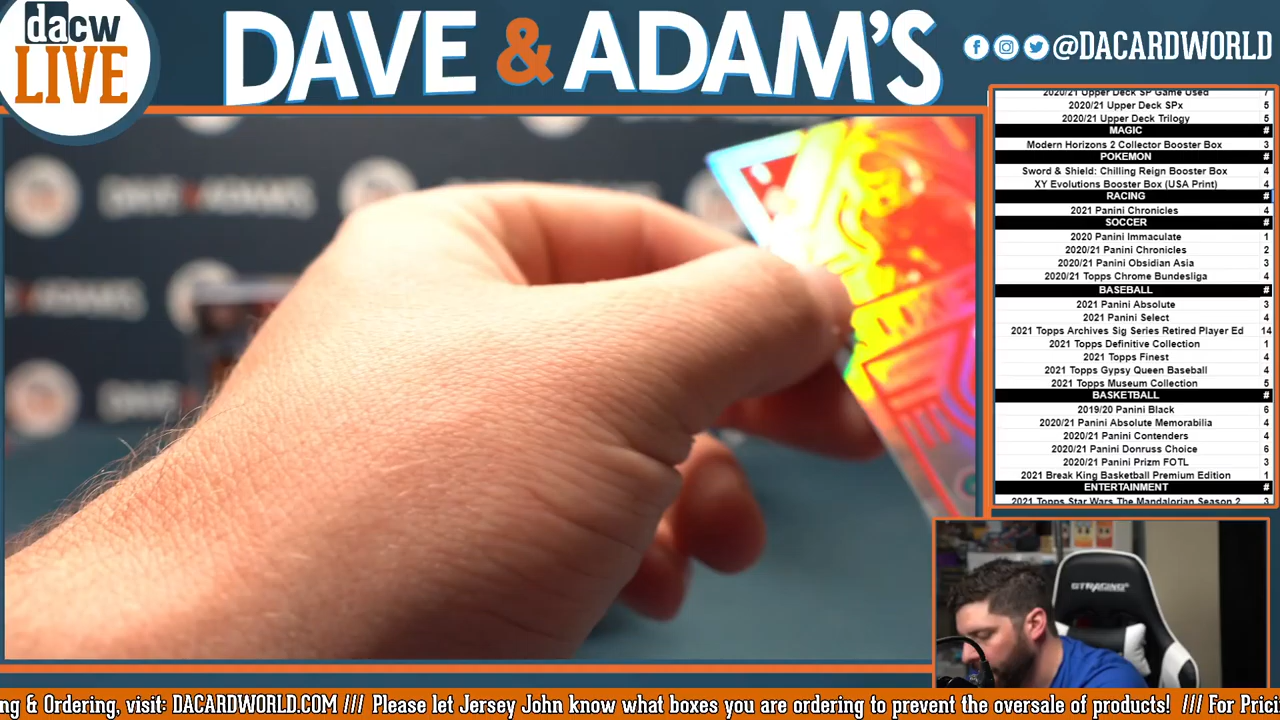 dacw
LIVE
DAVE & ADAM'S
@DACARDWORLD
2020/21 Upper Deck SP Game Used 7
2020/21 Upper Deck SPx 5
2020/21 Upper Deck Trilogy 5
MAGIC #
Modern Horizons 2 Collector Booster Box 3
POKEMON #
Sword & Shield: Chilling Reign Booster Box 4
XY Evolutions Booster Box (USA Print) 4
RACING #
2021 Panini Chronicles 4
SOCCER #
2020 Panini Immaculate 1
2020/21 Panini Chronicles 2
2020/21 Panini Obsidian Asia 3
2020/21 Topps Chrome Bundesliga 4
BASEBALL #
2021 Panini Absolute 3
2021 Panini Select 4
2021 Topps Archives Sig Series Retired Player Ed 14
2021 Topps Definitive Collection 1
2021 Topps Finest 4
2021 Topps Gypsy Queen Baseball 4
2021 Topps Museum Collection 5
BASKETBALL #
2019/20 Panini Black 6
2020/21 Panini Absolute Memorabilia 4
2020/21 Panini Contenders 4
2020/21 Panini Donruss Choice 6
2020/21 Panini Prizm FOTL 3
2021 Break King Basketball Premium Edition 1
ENTERTAINMENT #
2021 Topps Star Wars The Mandalorian Season 2 3
GTRACING
ng & Ordering, visit: DACARDWORLD.COM /// Please let Jersey John know what boxes you are ordering to prevent the oversale of products! /// For Prici